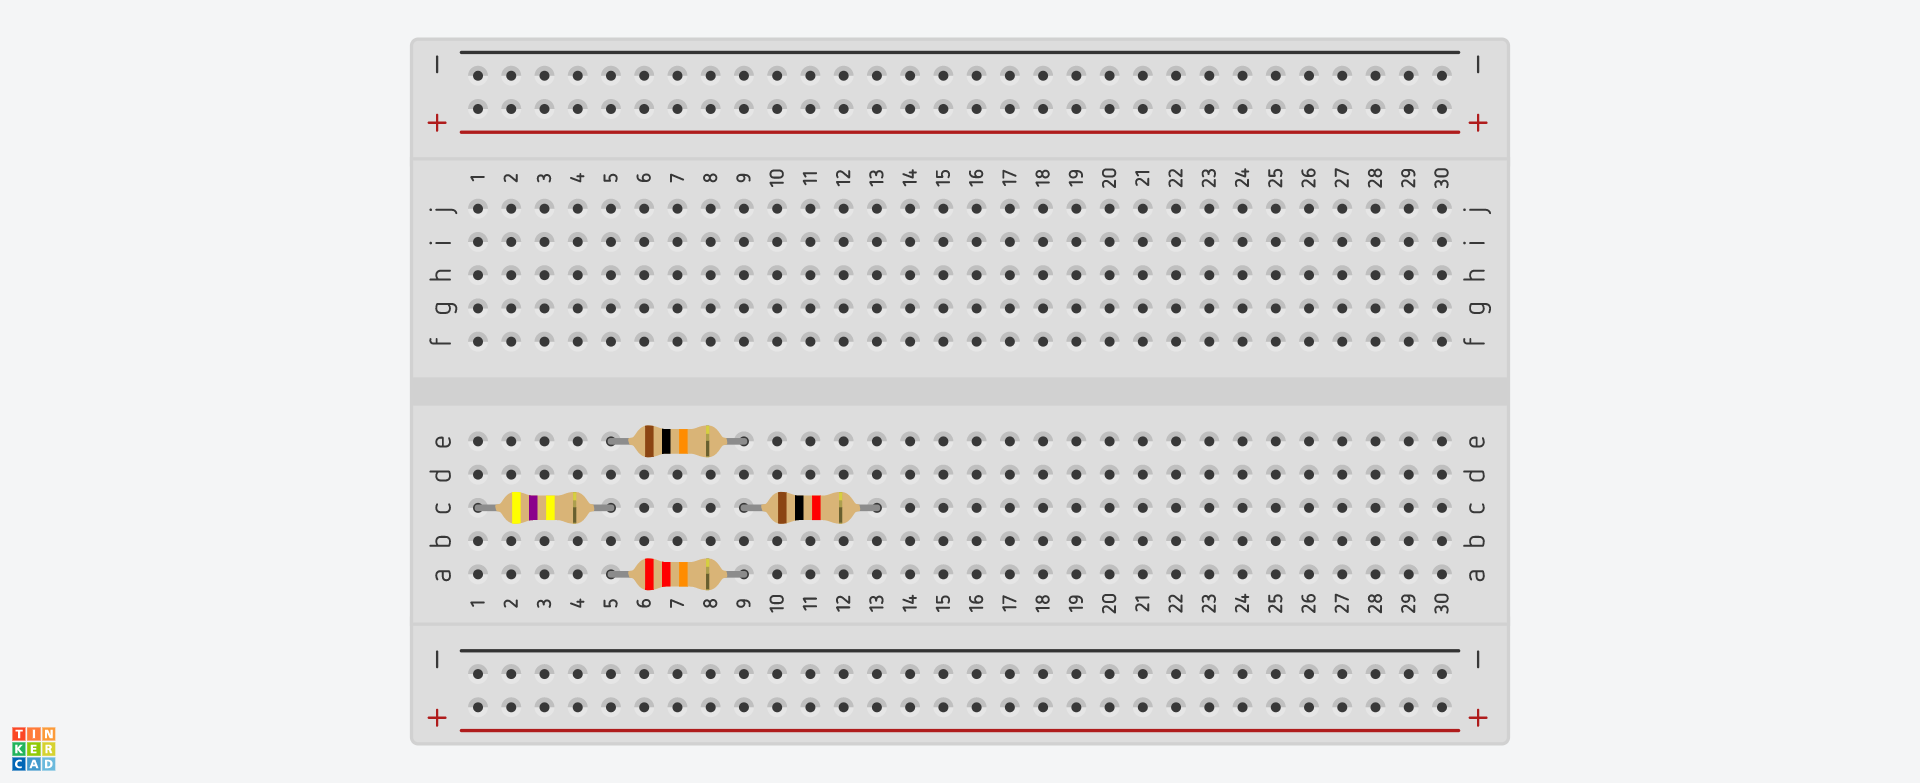 − −
+ +
1 2 3 4 5 6 7 8 9 10 11 12 13 14 15 16 17 18 19 20 21 22 23 24 25 26 27 28 29 30
j j
i i
h h
g g
f f
e e
d d
c c
b b
a a
1 2 3 4 5 6 7 8 9 10 11 12 13 14 15 16 17 18 19 20 21 22 23 24 25 26 27 28 29 30
− −
+ +
TIN
KER
CAD